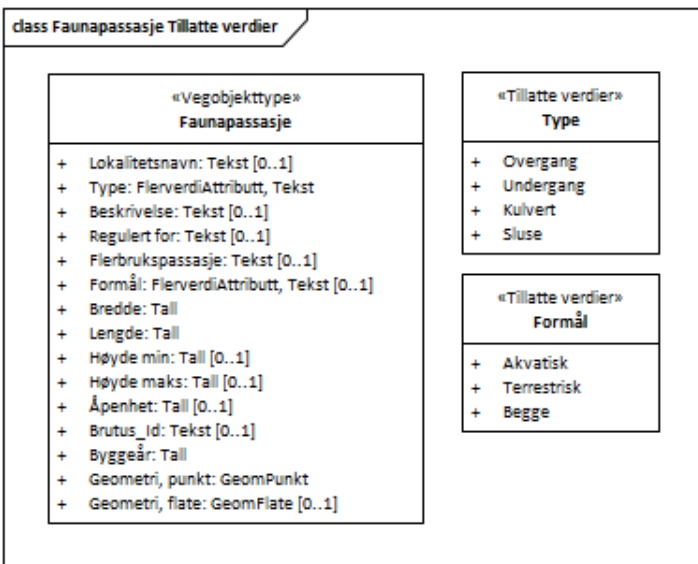 class Faunapassasje Tillatte verdier
«Vegobjekttype»
Faunapassasje
+ Lokalitetsnavn: Tekst [0..1]
+ Type: FlerverdiAttributt, Tekst
+ Beskrivelse: Tekst [0..1]
+ Regulert for: Tekst [0..1]
+ Flerbrukspassasje: Tekst [0..1]
+ Formål: FlerverdiAttributt, Tekst [0..1]
+ Bredde: Tall
+ Lengde: Tall
+ Høyde min: Tall [0..1]
+ Høyde maks: Tall [0..1]
+ Åpenhet: Tall [0..1]
+ Brutus_Id: Tekst [0..1]
+ Byggeår: Tall
+ Geometri, punkt: GeomPunkt
+ Geometri, flate: GeomFlate [0..1]
«Tillatte verdier»
Type
+ Overgang
+ Undergang
+ Kulvert
+ Sluse
«Tillatte verdier»
Formål
+ Akvatisk
+ Terrestrisk
+ Begge